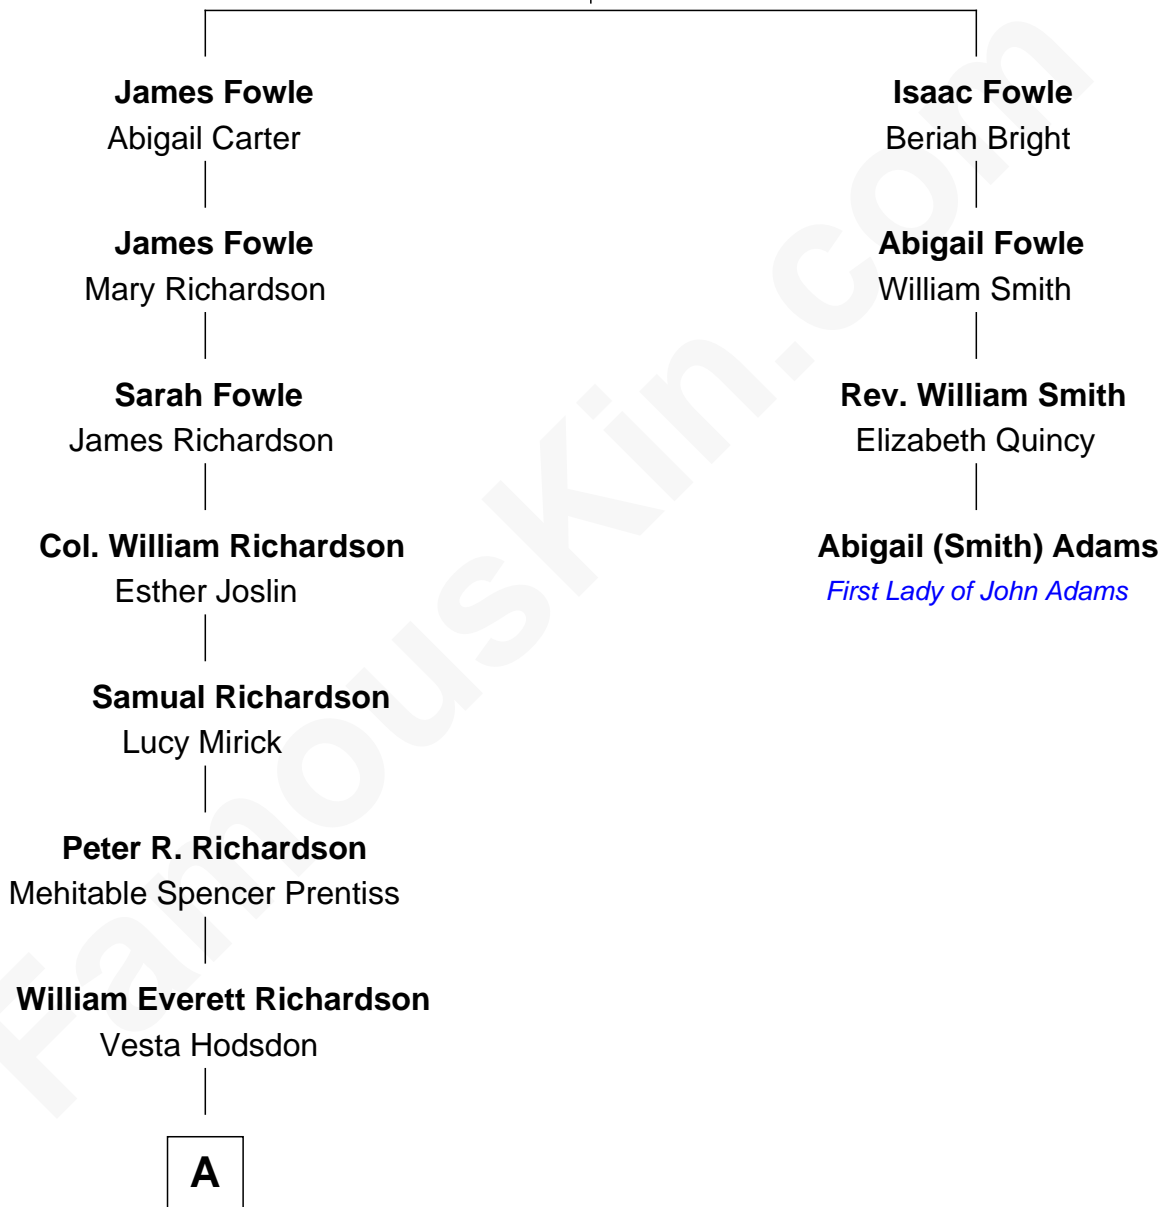 James Fowle
Abigail Carter
James Fowle
Mary Richardson
Sarah Fowle
James Richardson
Col. William Richardson
Esther Joslin
Samual Richardson
Lucy Mirick
Peter R. Richardson
Mehitable Spencer Prentiss
William Everett Richardson
Vesta Hodsdon
A
Isaac Fowle
Beriah Bright
Abigail Fowle
William Smith
Rev. William Smith
Elizabeth Quincy
Abigail (Smith) Adams
First Lady of John Adams
FamousKin.com